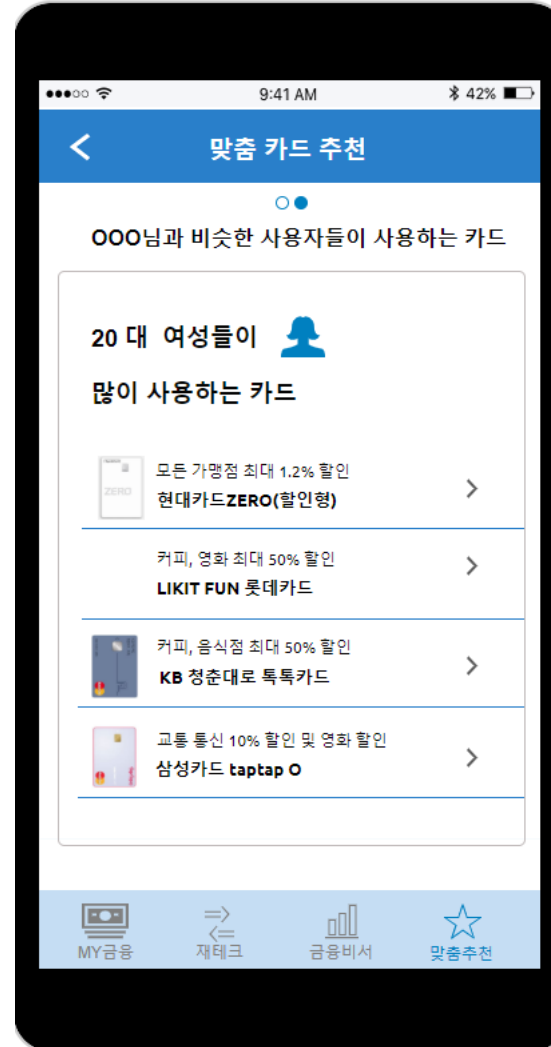 9:41 AM
42%
맞춤 카드 추천
OOO님과 비슷한 사용자들이 사용하는 카드
20 대 여성들이
많이 사용하는 카드
모든 가맹점 최대 1.2% 할인
ZERO
현대카드ZERO(할인형)
커피, 영화 최대 50% 할인
LIKIT FUN 롯데카드
커피, 음식점 최대 50% 할인
KB 청춘대로 톡톡카드
교통 통신 10% 할인 및 영화 할인
삼성카드 taptap O
MY금융
재테크
금융비서
맞춤추천